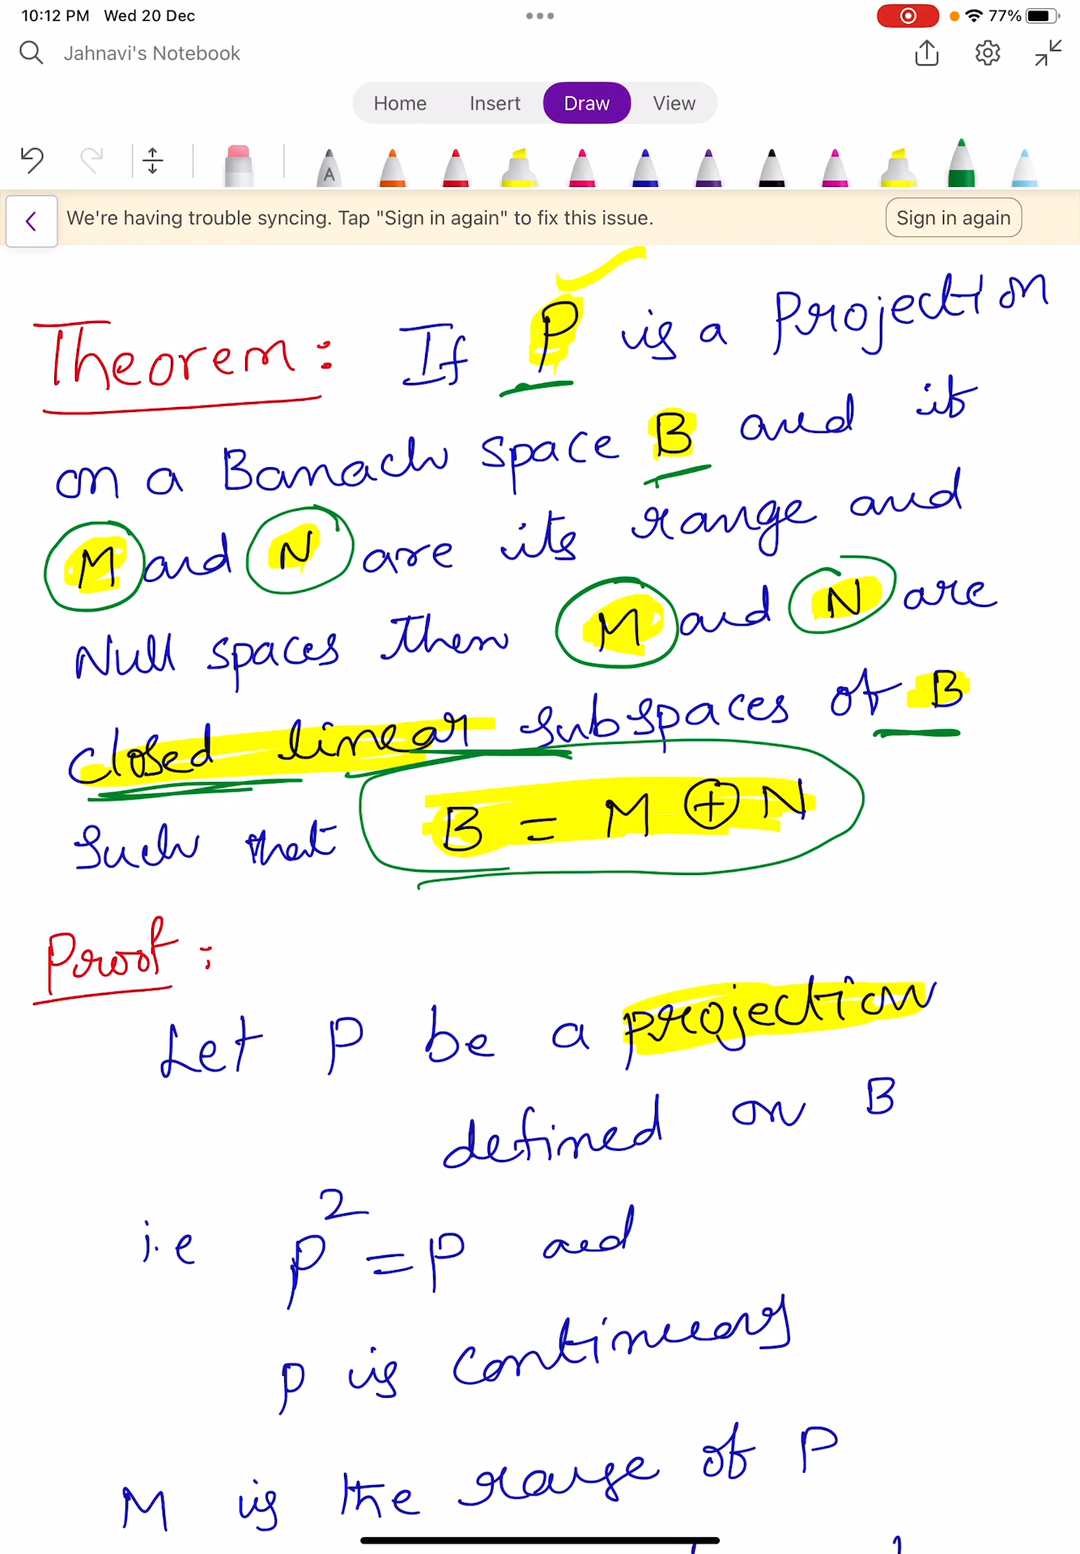 10:12 PM Wed 20 Dec
77%
Jahnavi's Notebook
Home Insert Draw View
A
We're having trouble syncing. Tap "Sign in again" to fix this issue. Sign in again
Theorem: If P is a Projection
on a Banach space B and if
M and N are its range and
Null spaces then M and N are
closed linear subspaces of B
Such that B = M ⊕ N
Proof:
Let P be a projection
defined on B
i.e P² = P and
P is continuous
M is the range of P